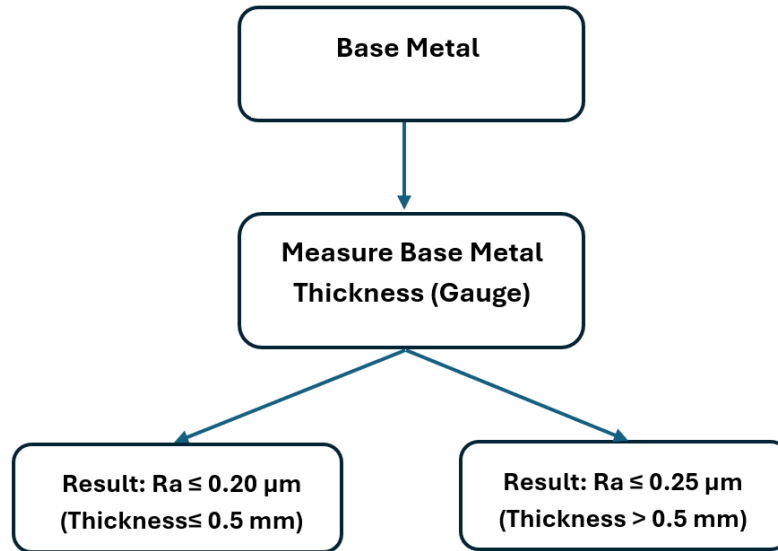 Base Metal
Measure Base Metal
Thickness (Gauge)
Result: Ra ≤ 0.20 µm
(Thickness≤ 0.5 mm)
Result: Ra ≤ 0.25 µm
(Thickness > 0.5 mm)